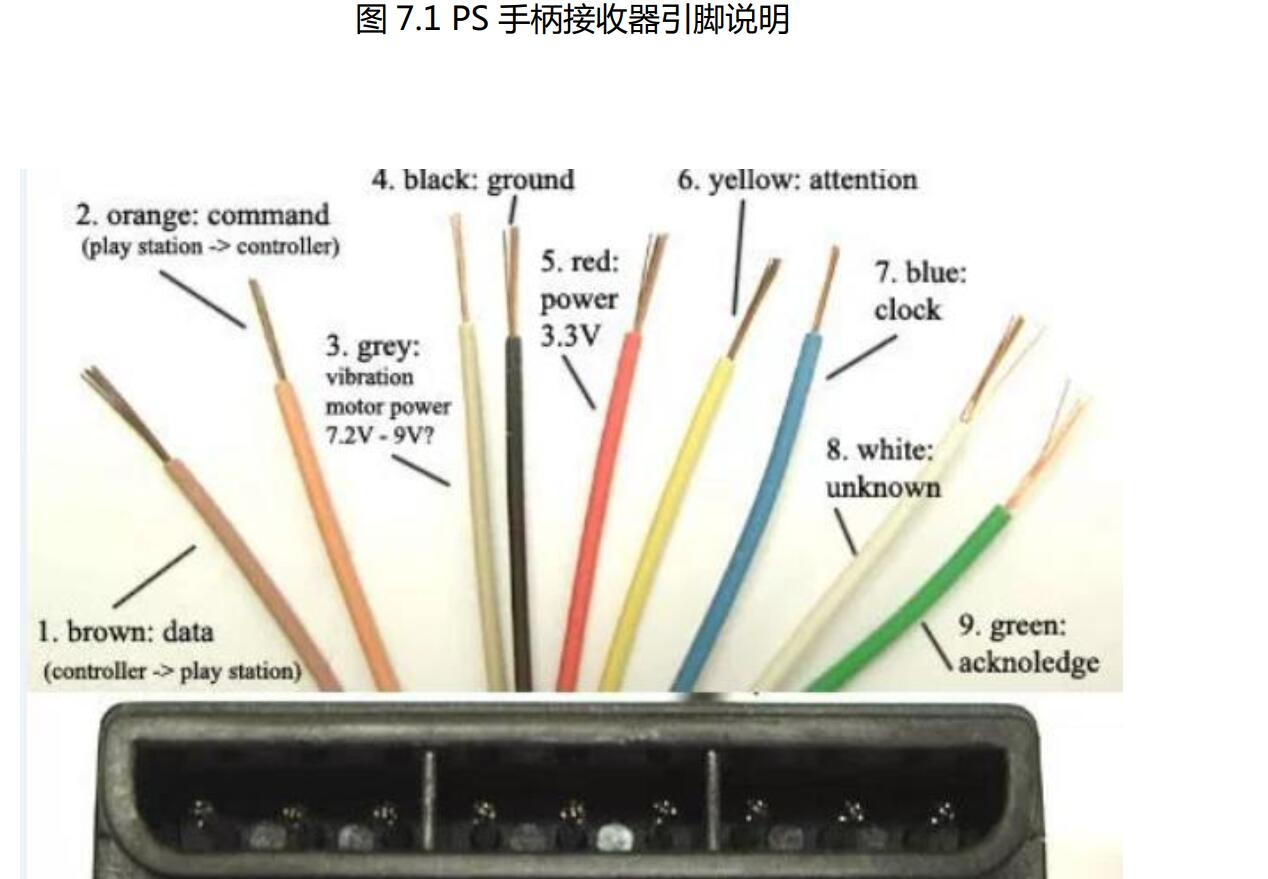 图 7.1 PS 手柄接收器引脚说明
4. black: ground
6. yellow: attention
2. orange: command
(play station -> controller)
5. red:
power
3.3V
7. blue:
clock
3. grey:
vibration
motor power
7.2V - 9V?
8. white:
unknown
1. brown: data
(controller -> play station)
9. green:
acknoledge